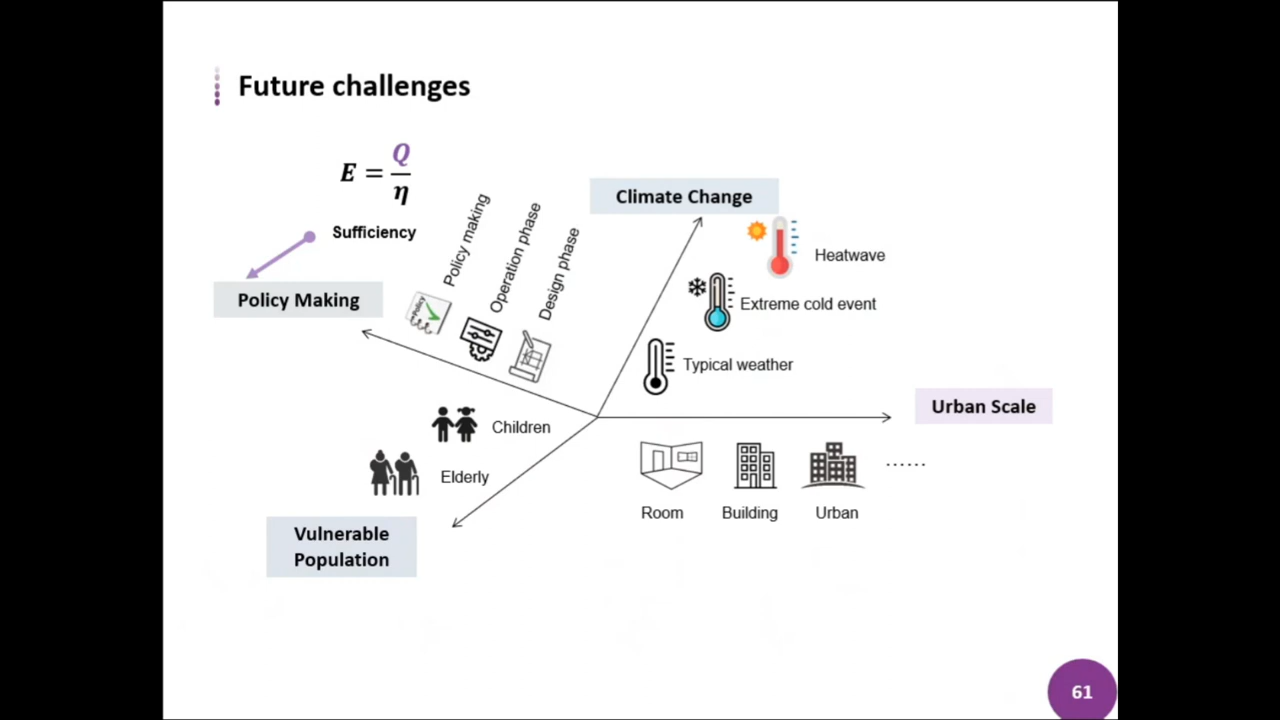 Future challenges
E = Q/η
Sufficiency
Policy Making
Policy making
Operation phase
Design phase
Policy
Climate Change
Heatwave
Extreme cold event
Typical weather
Urban Scale
Room
Building
Urban
......
Children
Elderly
Vulnerable
Population
61